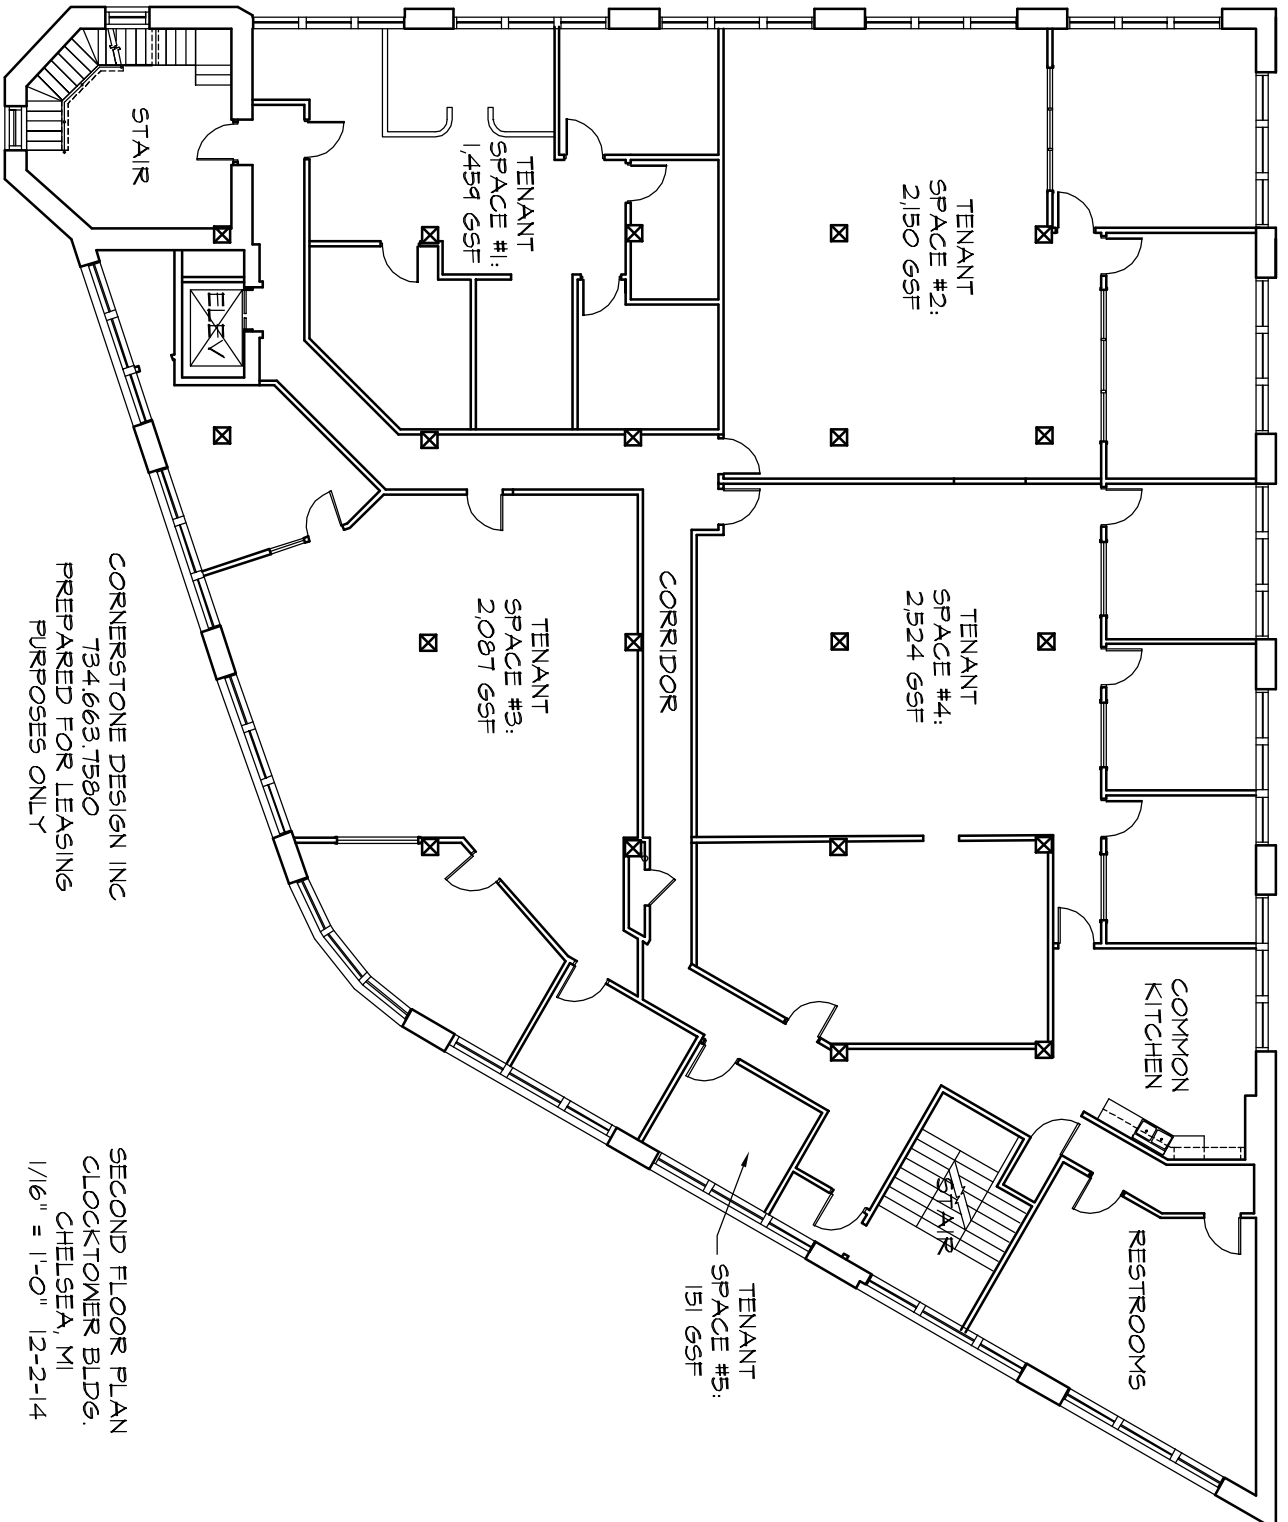 STAIR
ELEV
TENANT
SPACE #1:
1,459 GSF
TENANT
SPACE #2:
2,150 GSF
TENANT
SPACE #3:
2,087 GSF
CORRIDOR
TENANT
SPACE #4:
2,524 GSF
COMMON
KITCHEN
STAIR
RESTROOMS
TENANT
SPACE #5:
151 GSF
CORNERSTONE DESIGN INC
734.663.7580
PREPARED FOR LEASING
PURPOSES ONLY
SECOND FLOOR PLAN
CLOCKTOWER BLDG.
CHELSEA, MI
1/16" = 1'-0" 12-2-14